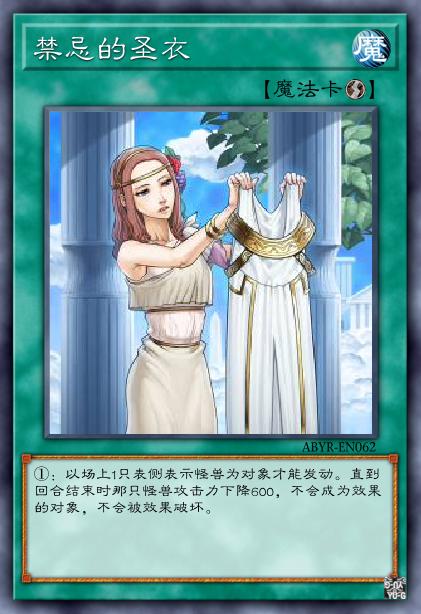 禁忌的圣衣
魔
【魔法卡】
ABYR-EN062
①：以场上1只表侧表示怪兽为对象才能发动。直到
回合结束时那只怪兽攻击力下降600，不会成为效果
的对象，不会被效果破坏。